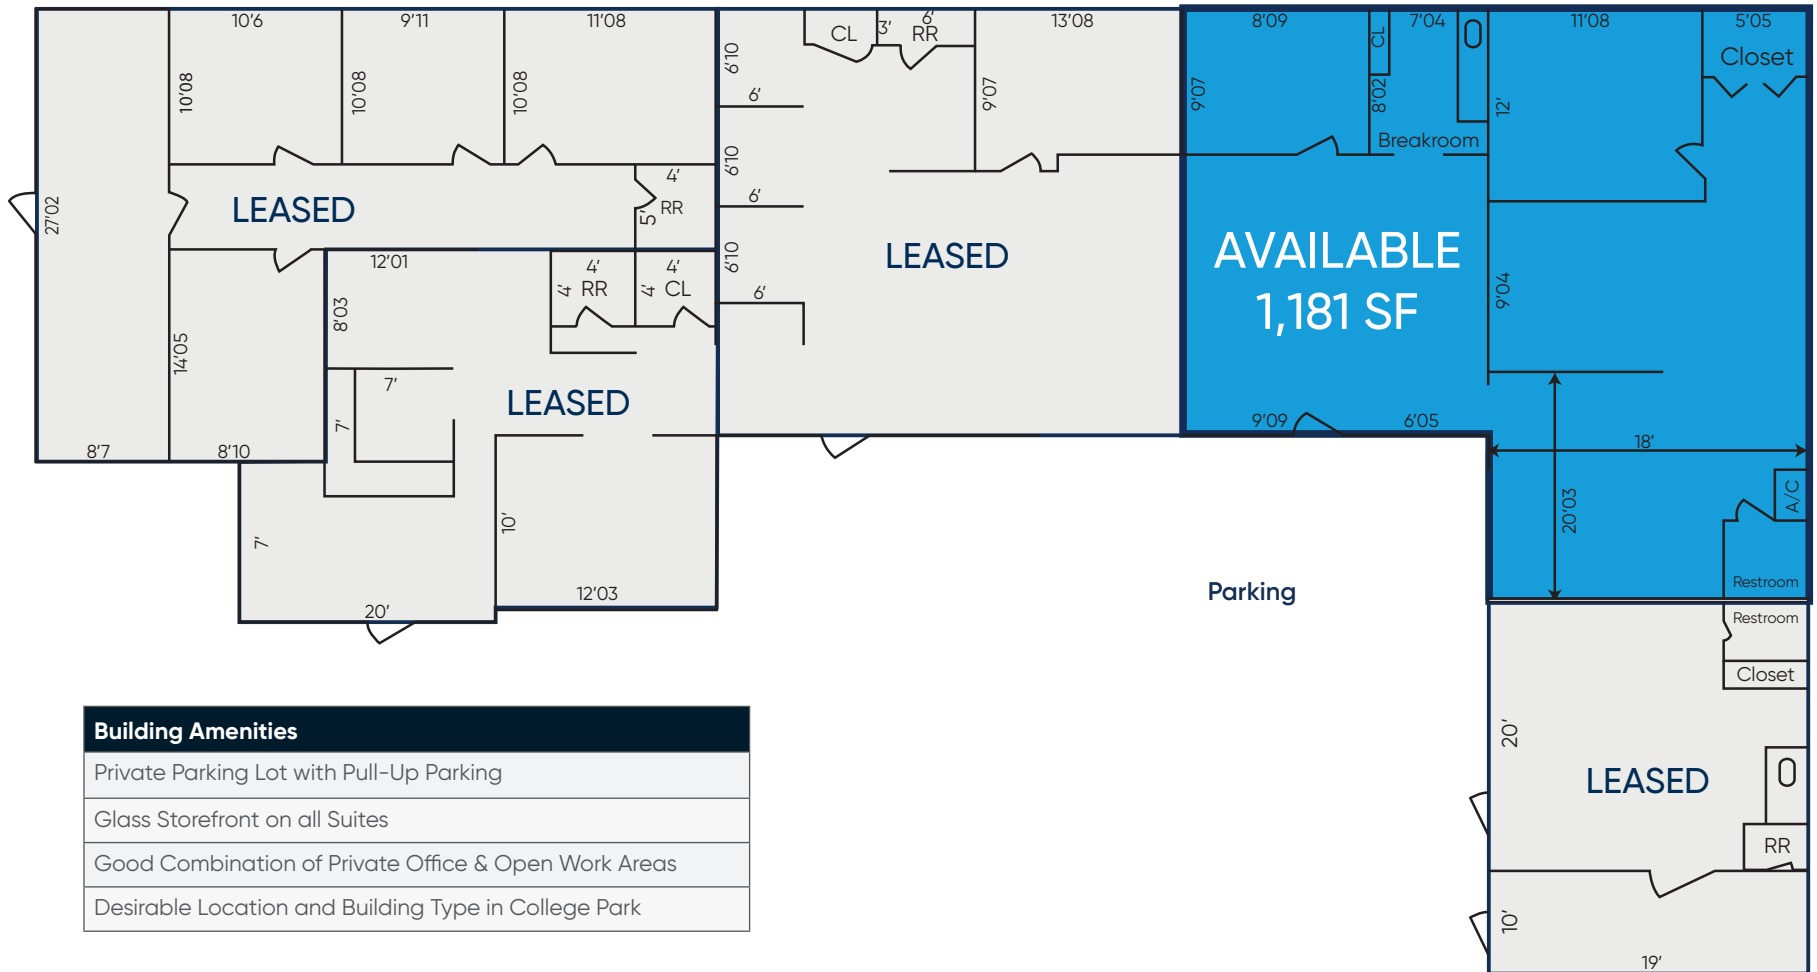 10'6
9'11
11'08
6'
13'08
8'09
7'04
11'08
5'05
CL
3'
RR
CL
Closet
6'10
10'08
10'08
10'08
6'
9'07
9'07
8'02
12'
Breakroom
6'10
4'
RR
5'
6'
27'02
LEASED
LEASED
AVAILABLE
1,181 SF
6'10
12'01
4'
RR
4'
4'
CL
4'
6'
9'04
8'03
14'05
7'
LEASED
7'
9'09
6'05
18'
8'7
8'10
A/C
20'03
10'
7'
Restroom
12'03
Parking
20'
Restroom
Closet
20'
LEASED
RR
10'
19'
Building Amenities
Private Parking Lot with Pull-Up Parking
Glass Storefront on all Suites
Good Combination of Private Office & Open Work Areas
Desirable Location and Building Type in College Park